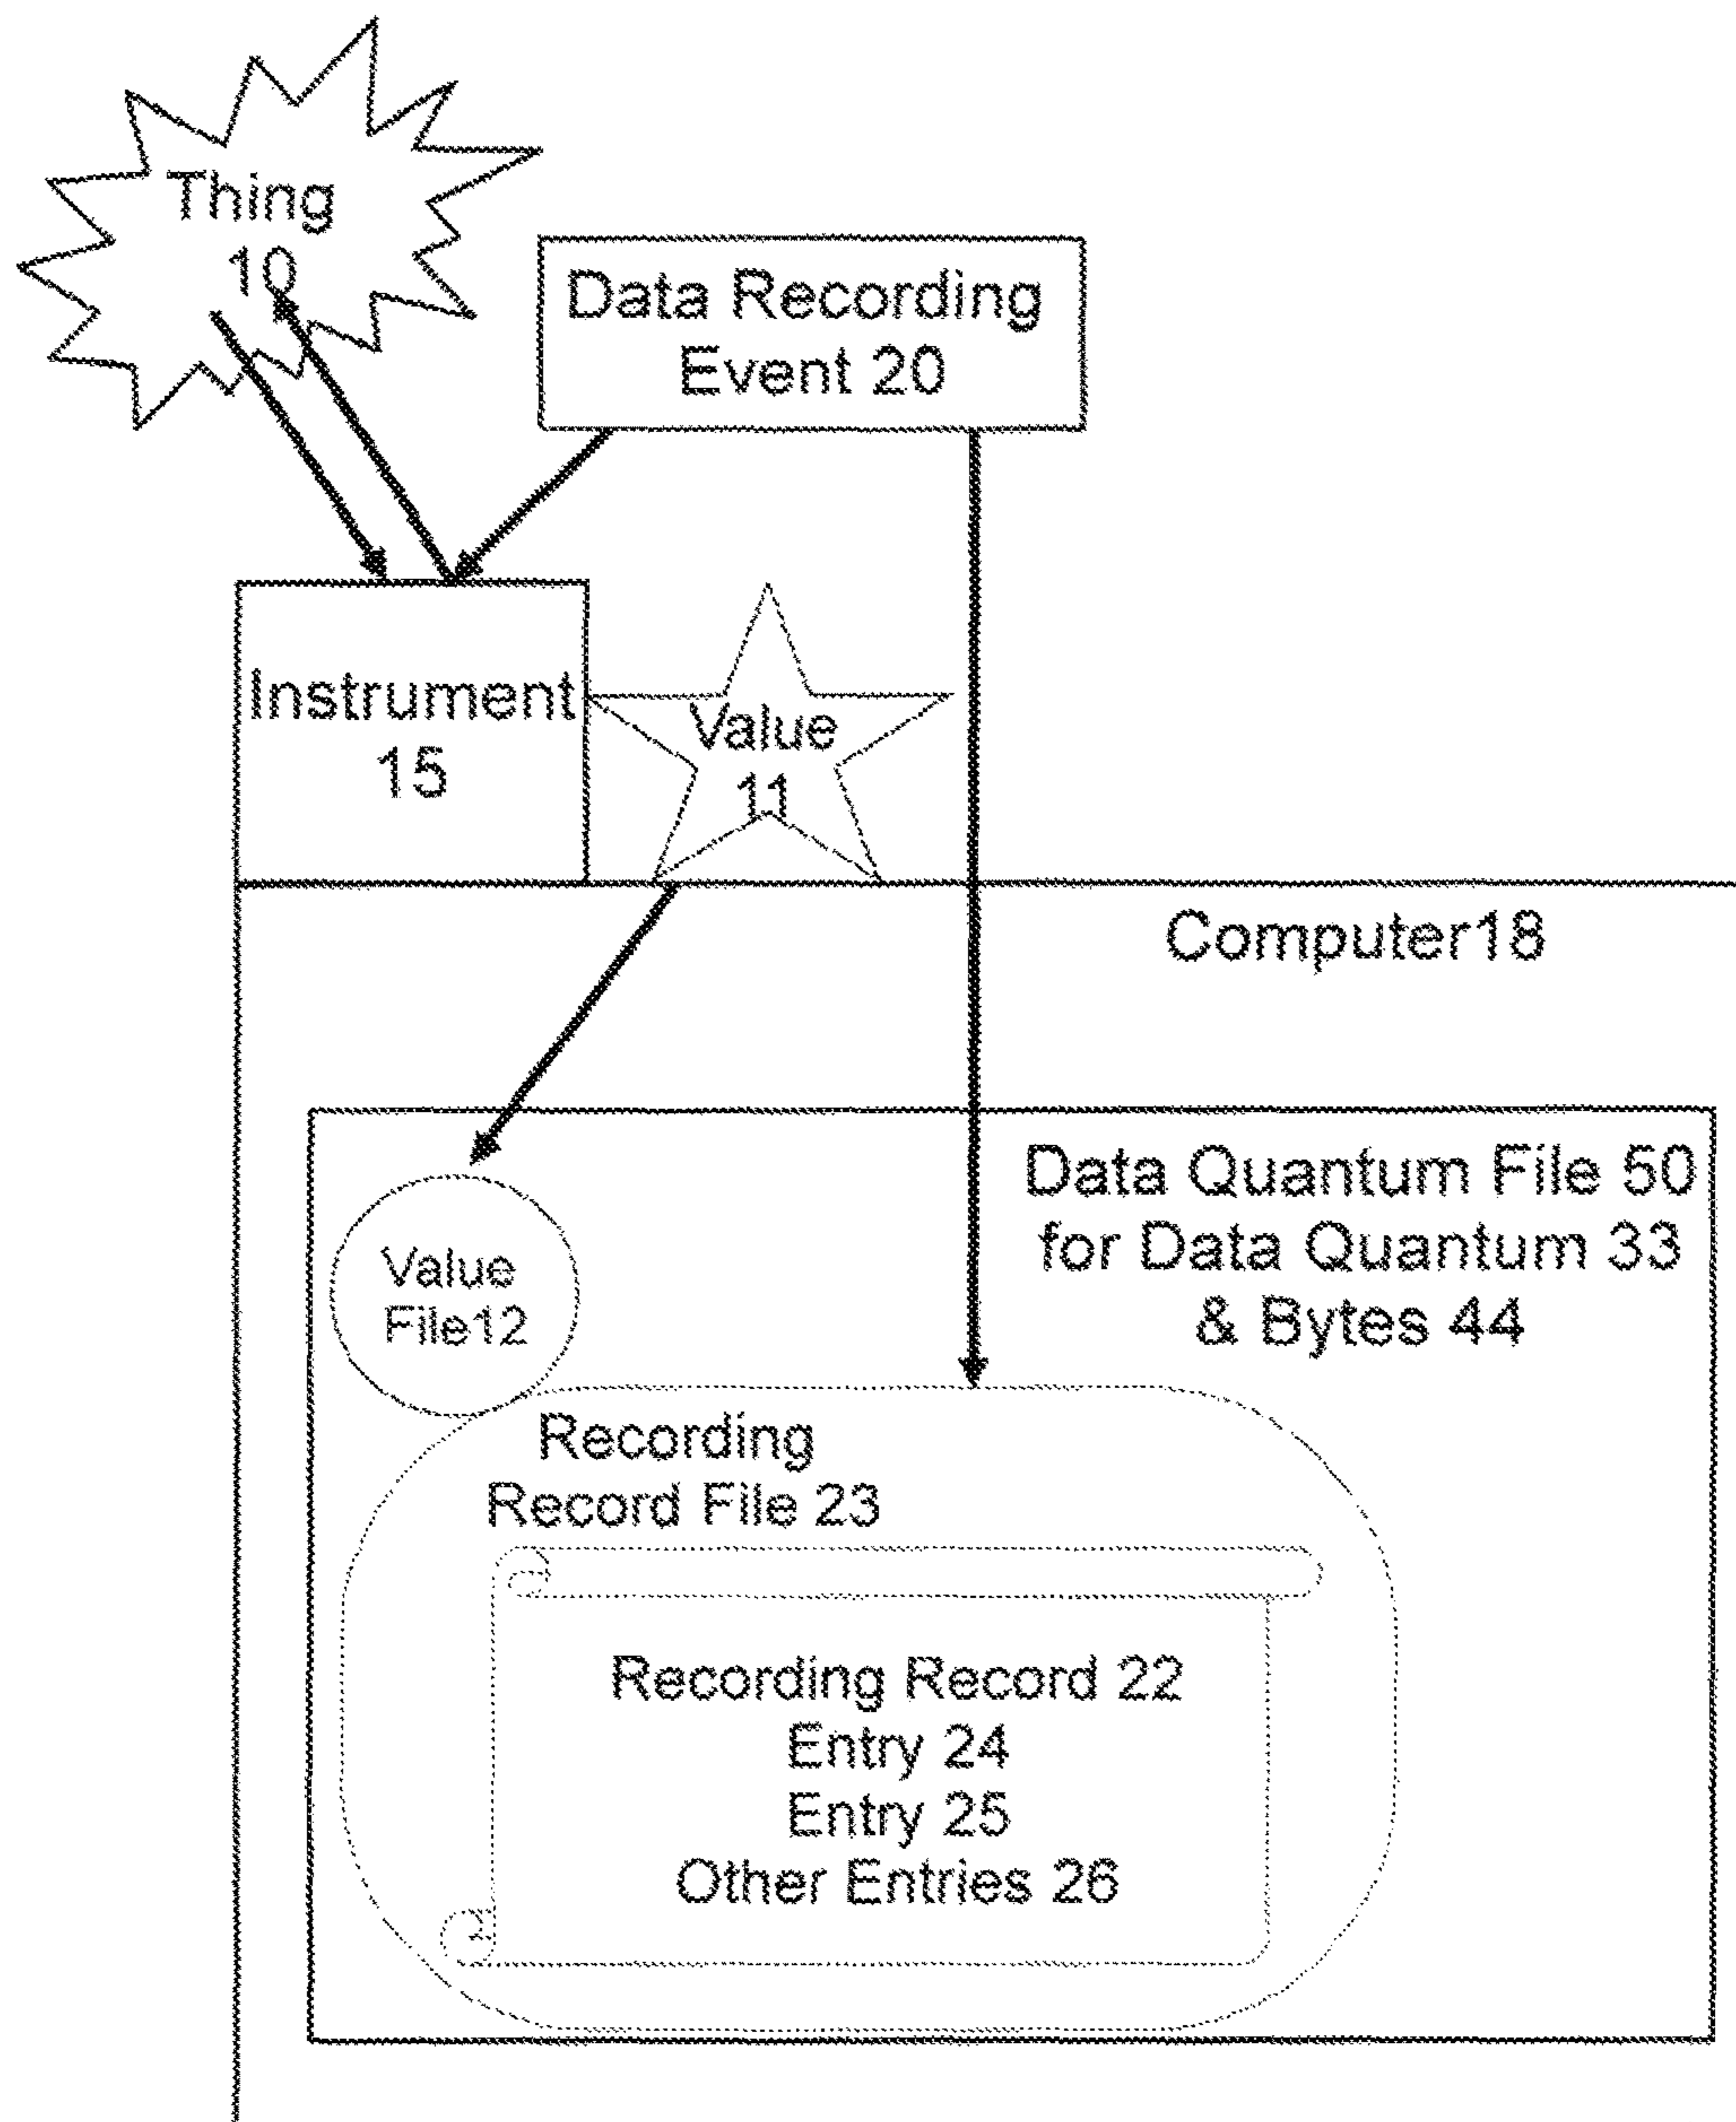 Thing
10
Data Recording
Event 20
Instrument
15
Value
11
Computer18
Data Quantum File 50
for Data Quantum 33
& Bytes 44
Value
File12
Recording
Record File 23
Recording Record 22
Entry 24
Entry 25
Other Entries 26